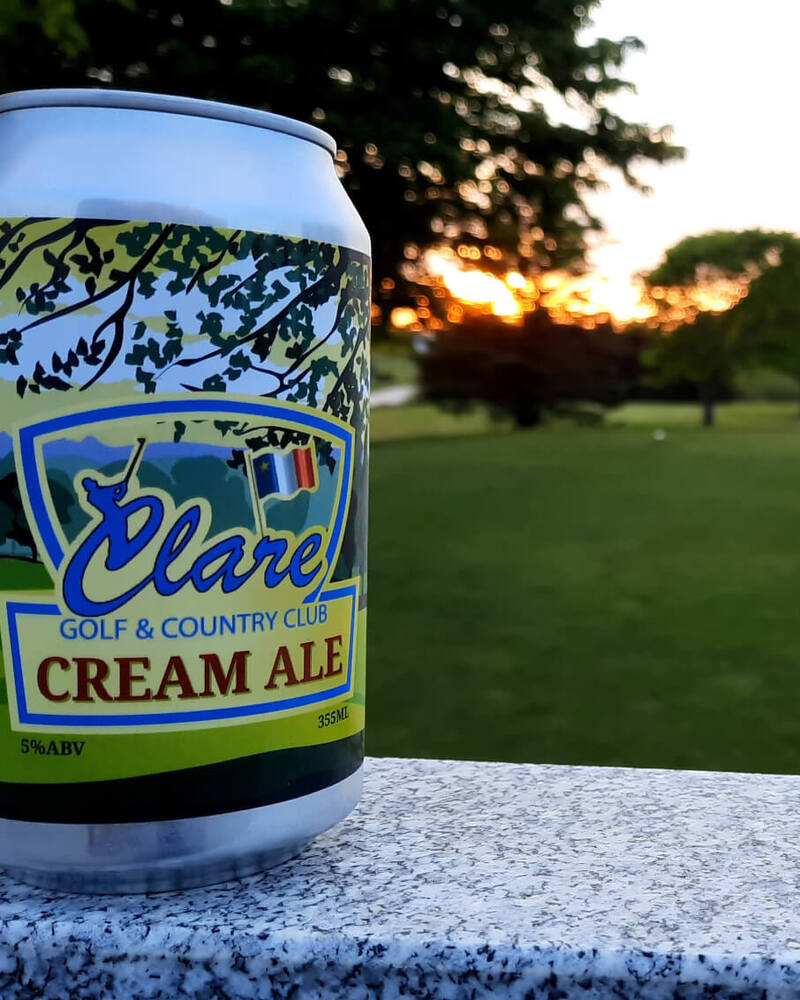 Clare
GOLF & COUNTRY CLUB
CREAM ALE
355ML
5%ABV